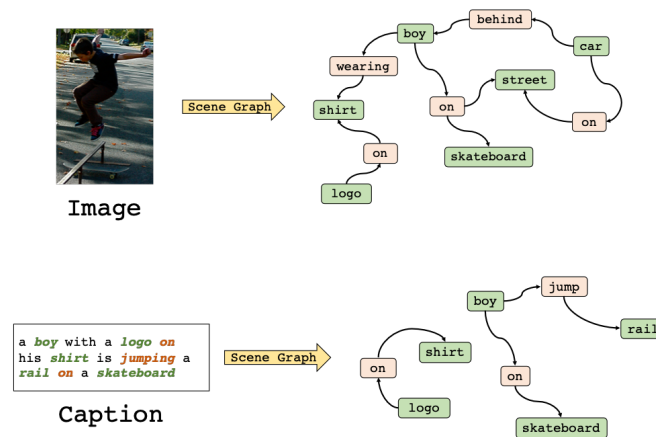 behind
boy
car
wearing
street
Scene Graph
shirt
on
on
on
skateboard
logo
Image
jump
boy
rail
a boy with a logo on
his shirt is jumping a
rail on a skateboard
Scene Graph
shirt
on
on
logo
skateboard
Caption